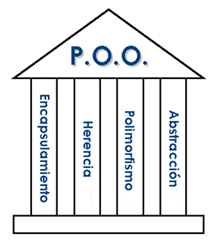 P.O.O.
Encapsulamiento
Herencia
Polimorfismo
Abstracción